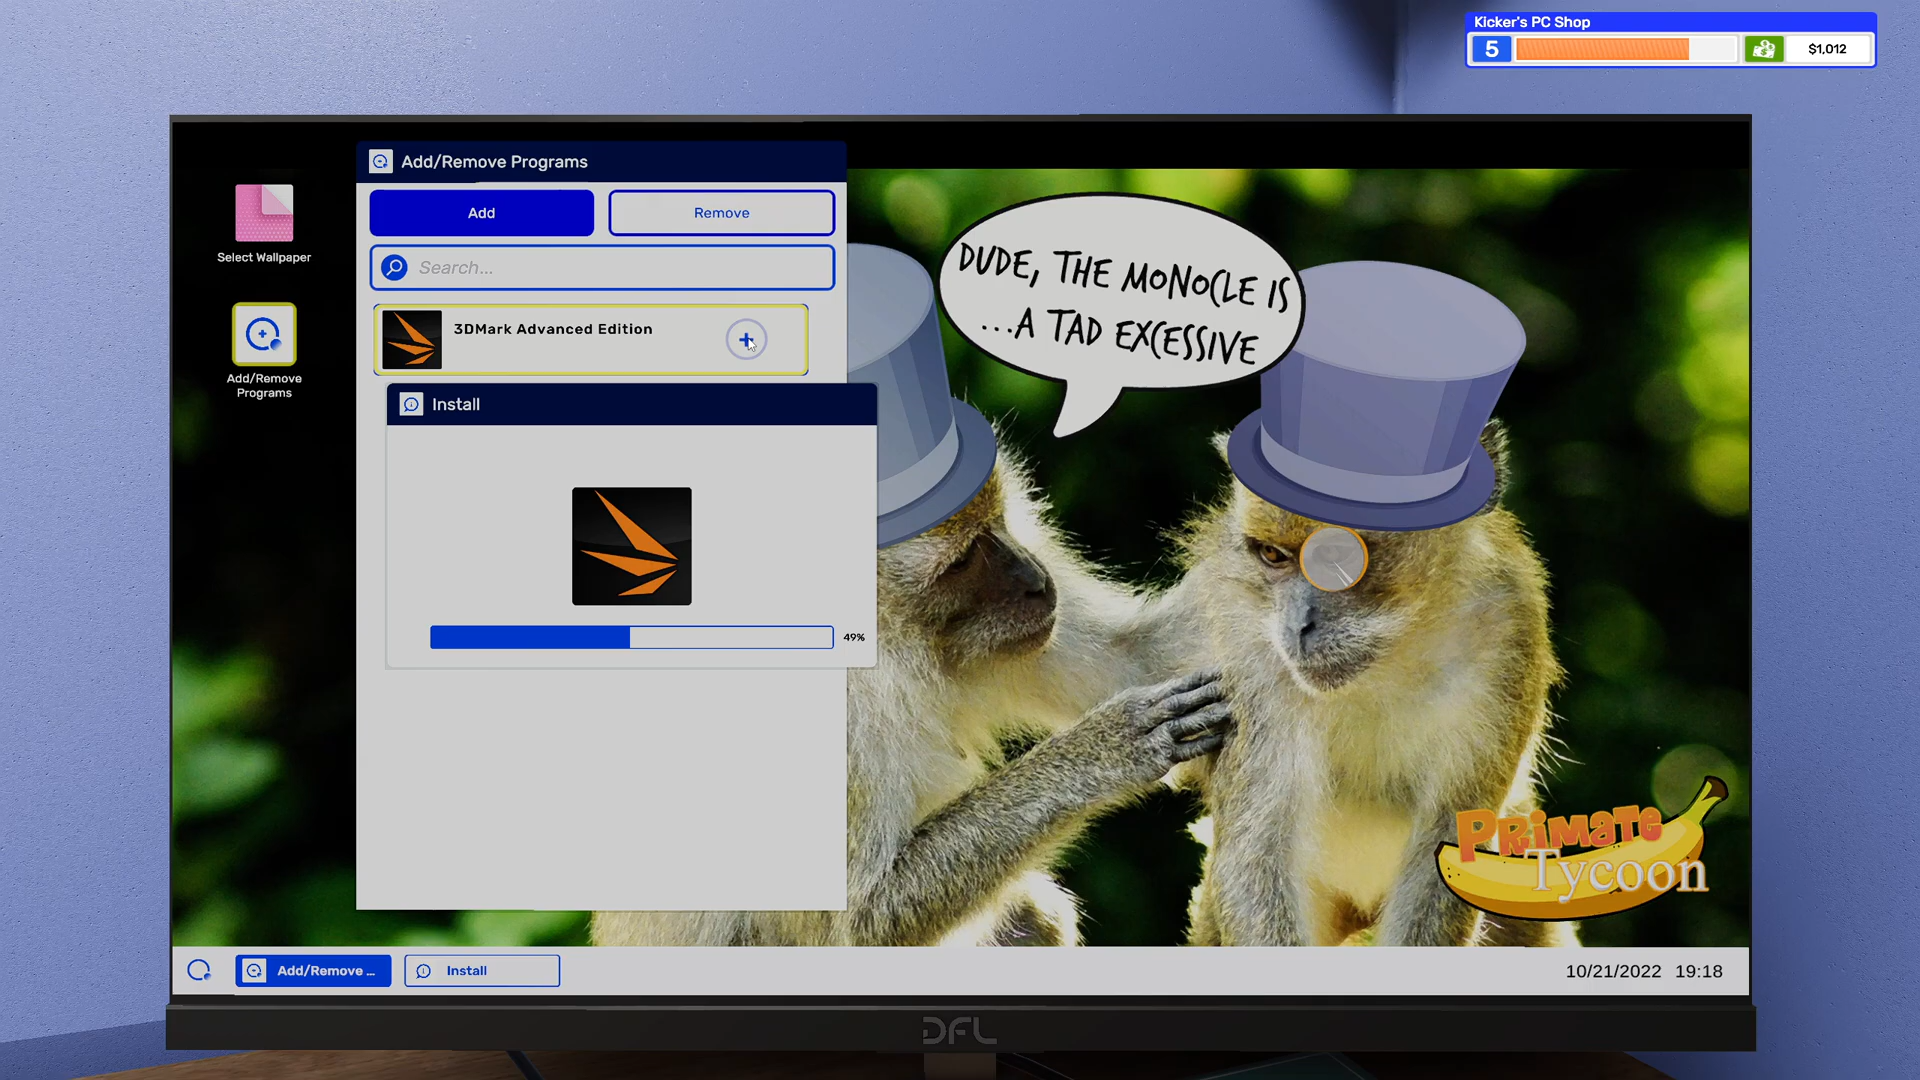 Kicker's PC Shop
5
$1,012
Add/Remove Programs
Add
Remove
Search...
3DMark Advanced Edition
Install
49%
Select Wallpaper
Add/Remove
Programs
DUDE, THE MONOCLE IS
...A TAD EXCESSIVE
PRIMATE
Tycoon
Add/Remove ...
Install
10/21/2022 19:18
DFL